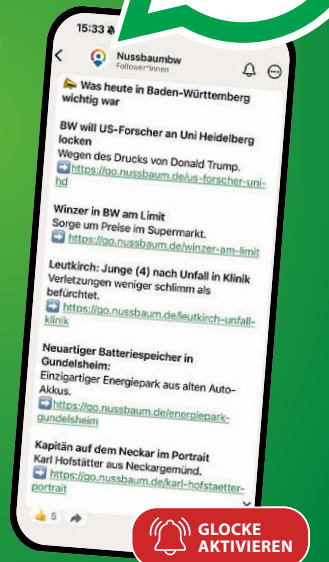 15:33
Nussbaumbw
Follower*innen
Was heute in Baden-Württemberg
wichtig war
BW will US-Forscher an Uni Heidelberg
locken
Wegen des Drucks von Donald Trump.
➡️https://go.nussbaum.de/us-forscher-uni-
hd
Winzer in BW am Limit
Sorge um Preise im Supermarkt.
➡️ https://go.nussbaum.de/winzer-am-limit
Leutkirch: Junge (4) nach Unfall in Klinik
Verletzungen weniger schlimm als
befürchtet.
➡️ https://go.nussbaum.de/leutkirch-unfall-
klinik
Neuartiger Batteriespeicher in
Gundelsheim:
Einzigartiger Energiepark aus alten Auto-
Akkus.
➡️https://go.nussbaum.de/energiepark-
gundelsheim
Kapitän auf dem Neckar im Portrait
Karl Hofstätter aus Neckargemünd.
➡️ https://go.nussbaum.de/karl-hofstaetter-
portrait
👍 5
GLOCKE
AKTIVIEREN